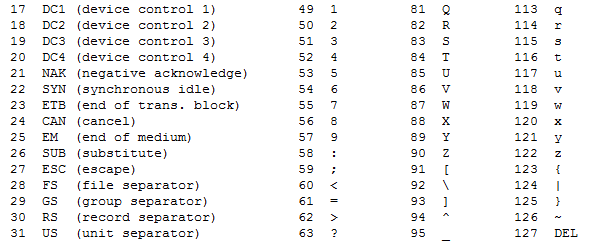 17 DC1 (device control 1) 49 1 81 Q 113 q
18 DC2 (device control 2) 50 2 82 R 114 r
19 DC3 (device control 3) 51 3 83 S 115 s
20 DC4 (device control 4) 52 4 84 T 116 t
21 NAK (negative acknowledge) 53 5 85 U 117 u
22 SYN (synchronous idle) 54 6 86 V 118 v
23 ETB (end of trans. block) 55 7 87 W 119 w
24 CAN (cancel) 56 8 88 X 120 x
25 EM (end of medium) 57 9 89 Y 121 y
26 SUB (substitute) 58 : 90 Z 122 z
27 ESC (escape) 59 ; 91 [ 123 {
28 FS (file separator) 60 < 92 \ 124 |
29 GS (group separator) 61 = 93 ] 125 }
30 RS (record separator) 62 > 94 ^ 126 ~
31 US (unit separator) 63 ? 95 _ 127 DEL